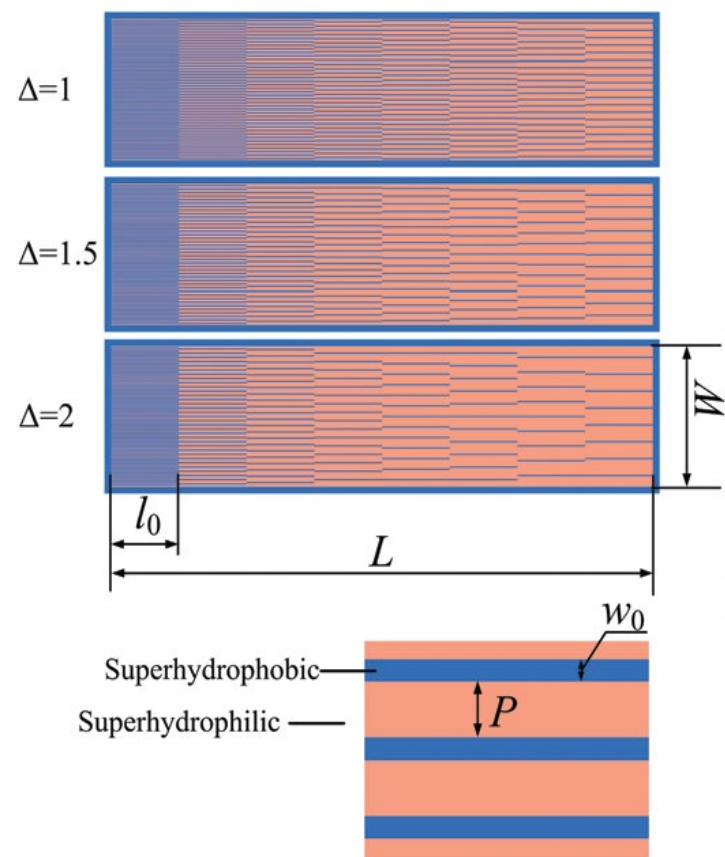 Δ=1
Δ=1.5
Δ=2
W
l₀
L
w₀
Superhydrophobic
P
Superhydrophilic